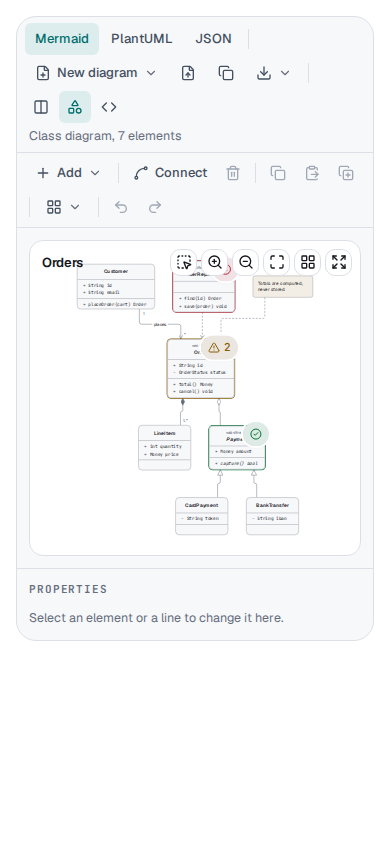 Mermaid PlantUML JSON
New diagram
Class diagram, 7 elements
Add Connect
Orders
Customer
+ String id
+ String email
+ placeOrder(cart) Order
+ find(id) Order
+ save(order) void
Totals are computed,
never stored
1
places
2
+ String id
- OrderStatus status
+ total() Money
+ cancel() void
LineItem
+ int quantity
+ Money price
+ Money amount
+ capture() bool
CardPayment
- String token
BankTransfer
- String iban
PROPERTIES
Select an element or a line to change it here.